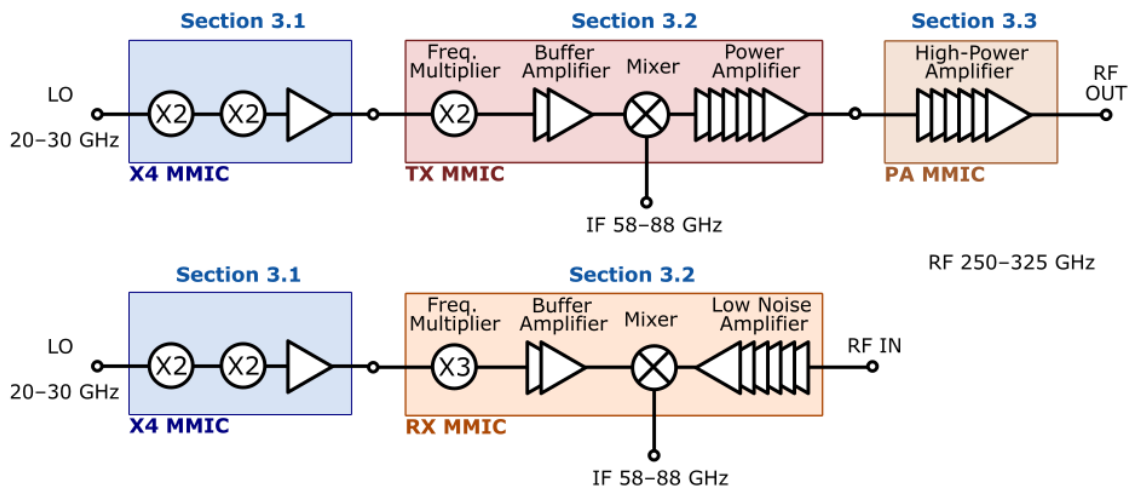 Section 3.1
Section 3.2
Section 3.3
LO
20–30 GHz
X2
X2
X4 MMIC
Freq.
Multiplier
X2
Buffer
Amplifier
Mixer
Power
Amplifier
TX MMIC
IF 58–88 GHz
High-Power
Amplifier
PA MMIC
RF
OUT
RF 250–325 GHz
Section 3.1
Section 3.2
LO
20–30 GHz
X2
X2
X4 MMIC
Freq.
Multiplier
X3
Buffer
Amplifier
Mixer
Low Noise
Amplifier
RX MMIC
IF 58–88 GHz
RF IN